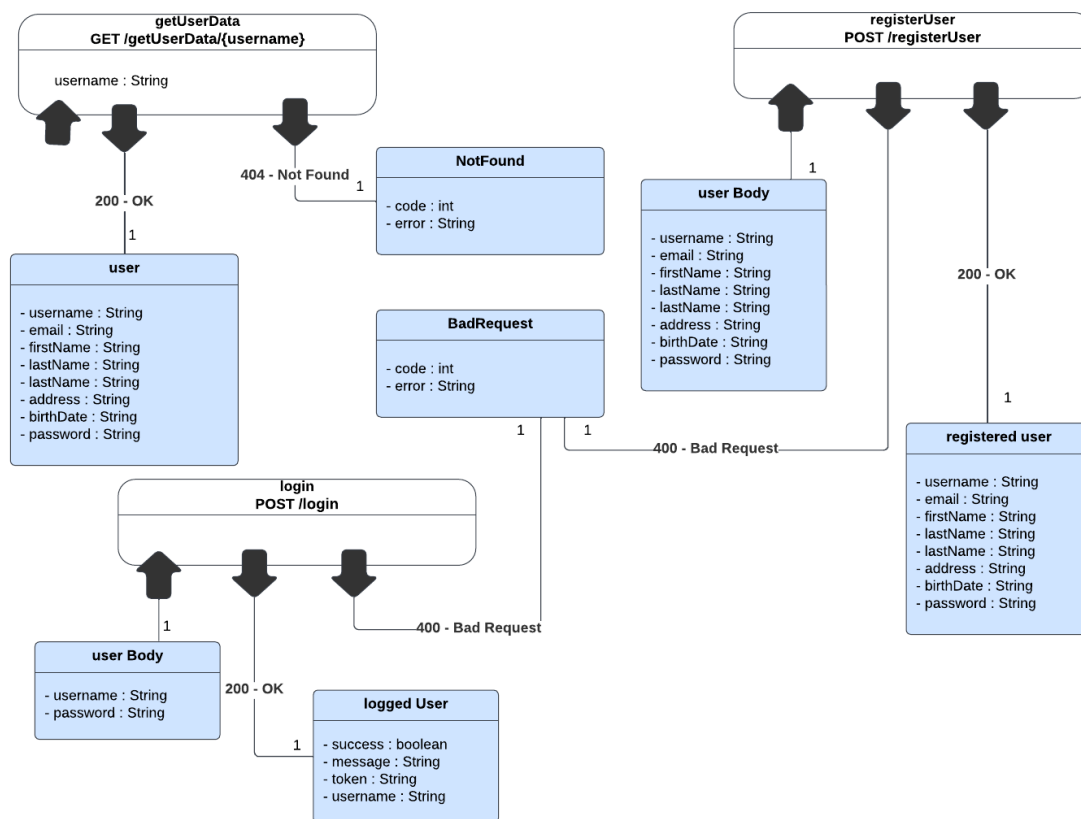 getUserData
GET /getUserData/{username}
username : String
200 - OK
1
404 - Not Found
1
NotFound
- code : int
- error : String
user
- username : String
- email : String
- firstName : String
- lastName : String
- lastName : String
- address : String
- birthDate : String
- password : String
registerUser
POST /registerUser
1
user Body
- username : String
- email : String
- firstName : String
- lastName : String
- lastName : String
- address : String
- birthDate : String
- password : String
200 - OK
1
registered user
- username : String
- email : String
- firstName : String
- lastName : String
- lastName : String
- address : String
- birthDate : String
- password : String
BadRequest
- code : int
- error : String
1
1
400 - Bad Request
login
POST /login
400 - Bad Request
1
user Body
- username : String
- password : String
200 - OK
1
logged User
- success : boolean
- message : String
- token : String
- username : String